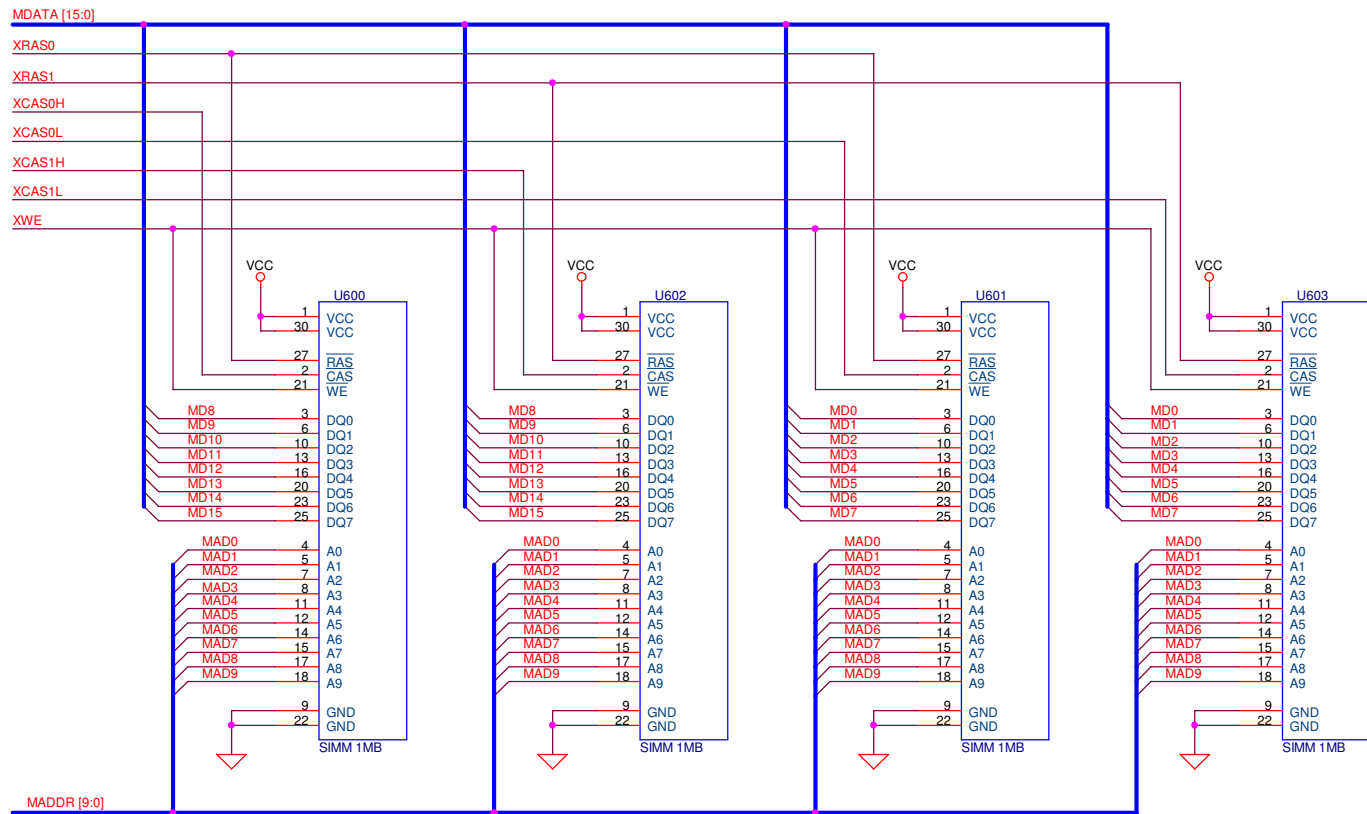 MDATA [15:0]
XRAS0
XRAS1
XCAS0H
XCAS0L
XCAS1H
XCAS1L
XWE
VCC VCC VCC VCC
U600 U602 U601 U603
1 VCC 1 VCC 1 VCC 1 VCC
30 VCC 30 VCC 30 VCC 30 VCC
27 RAS 27 RAS 27 RAS 27 RAS
2 CAS 2 CAS 2 CAS 2 CAS
21 WE 21 WE 21 WE 21 WE
MD8 3 DQ0 MD8 3 DQ0 MD0 3 DQ0 MD0 3 DQ0
MD9 6 DQ1 MD9 6 DQ1 MD1 6 DQ1 MD1 6 DQ1
MD10 10 DQ2 MD10 10 DQ2 MD2 10 DQ2 MD2 10 DQ2
MD11 13 DQ3 MD11 13 DQ3 MD3 13 DQ3 MD3 13 DQ3
MD12 16 DQ4 MD12 16 DQ4 MD4 16 DQ4 MD4 16 DQ4
MD13 20 DQ5 MD13 20 DQ5 MD5 20 DQ5 MD5 20 DQ5
MD14 23 DQ6 MD14 23 DQ6 MD6 23 DQ6 MD6 23 DQ6
MD15 25 DQ7 MD15 25 DQ7 MD7 25 DQ7 MD7 25 DQ7
MAD0 4 A0 MAD0 4 A0 MAD0 4 A0 MAD0 4 A0
MAD1 5 A1 MAD1 5 A1 MAD1 5 A1 MAD1 5 A1
MAD2 7 A2 MAD2 7 A2 MAD2 7 A2 MAD2 7 A2
MAD3 8 A3 MAD3 8 A3 MAD3 8 A3 MAD3 8 A3
MAD4 11 A4 MAD4 11 A4 MAD4 11 A4 MAD4 11 A4
MAD5 12 A5 MAD5 12 A5 MAD5 12 A5 MAD5 12 A5
MAD6 14 A6 MAD6 14 A6 MAD6 14 A6 MAD6 14 A6
MAD7 15 A7 MAD7 15 A7 MAD7 15 A7 MAD7 15 A7
MAD8 17 A8 MAD8 17 A8 MAD8 17 A8 MAD8 17 A8
MAD9 18 A9 MAD9 18 A9 MAD9 18 A9 MAD9 18 A9
9 GND 9 GND 9 GND 9 GND
22 GND 22 GND 22 GND 22 GND
SIMM 1MB SIMM 1MB SIMM 1MB SIMM 1MB
MADDR [9:0]